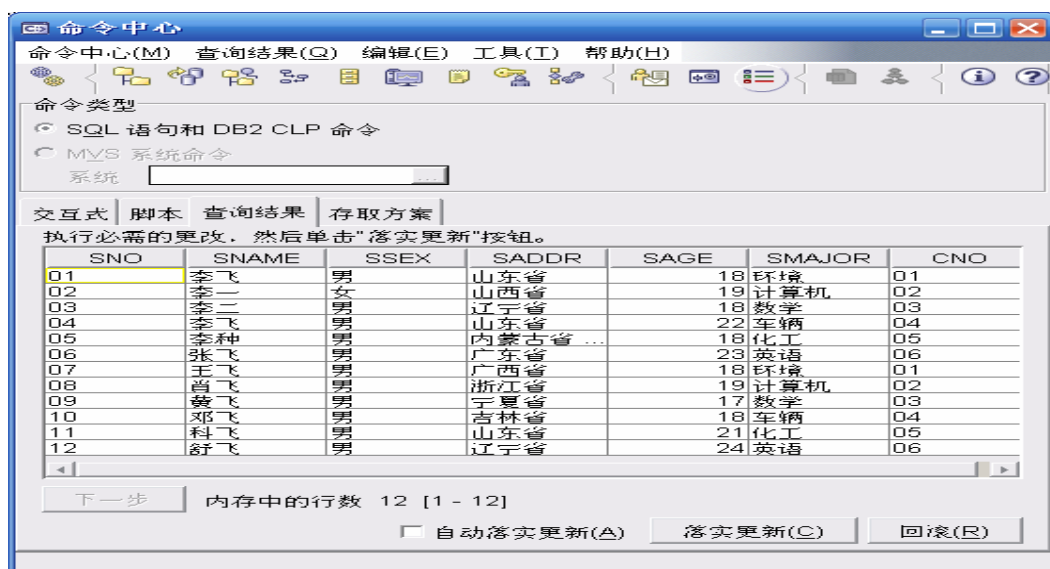 命令中心
命令中心(M) 查询结果(Q) 编辑(E) 工具(T) 帮助(H)
命令类型
SQL 语句和 DB2 CLP 命令
MVS 系统命令
系统 ...
交互式 脚本 查询结果 存取方案
执行必需的更改，然后单击"落实更新"按钮。
SNO SNAME SSEX SADDR SAGE SMAJOR CNO
01 李飞 男 山东省 18 环境 01
02 李一 女 山西省 19 计算机 02
03 李二 男 辽宁省 18 数学 03
04 李飞 男 山东省 22 车辆 04
05 李种 男 内蒙古省 ... 18 化工 05
06 张飞 男 广东省 23 英语 06
07 王飞 男 广西省 18 环境 01
08 肖飞 男 浙江省 19 计算机 02
09 黄飞 男 宁夏省 17 数学 03
10 邓飞 男 吉林省 18 车辆 04
11 科飞 男 山东省 21 化工 05
12 舒飞 男 辽宁省 24 英语 06
下一步 内存中的行数 12 [1 - 12]
自动落实更新(A) 落实更新(C) 回滚(R)